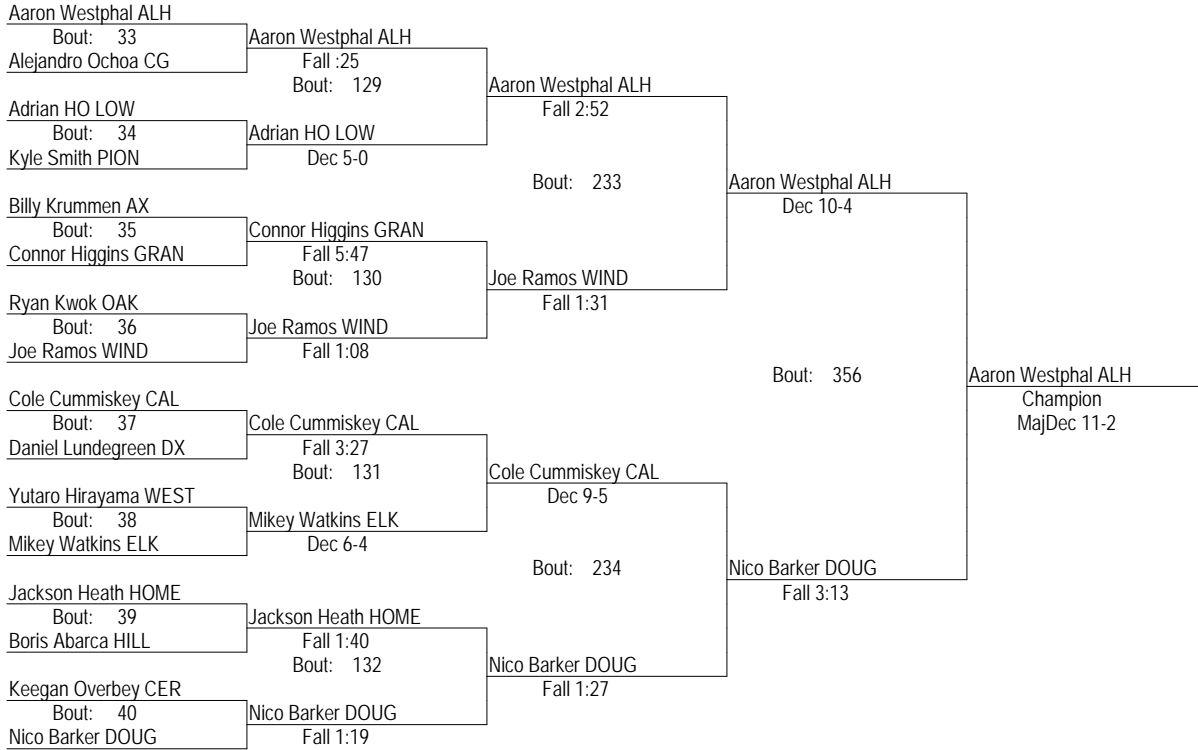 Aaron Westphal ALH
Bout: 33
Alejandro Ochoa CG
Adrian HO LOW
Bout: 34
Kyle Smith PION
Billy Krummen AX
Bout: 35
Connor Higgins GRAN
Ryan Kwok OAK
Bout: 36
Joe Ramos WIND
Cole Cummiskey CAL
Bout: 37
Daniel Lundegreen DX
Yutaro Hirayama WEST
Bout: 38
Mikey Watkins ELK
Jackson Heath HOME
Bout: 39
Boris Abarca HILL
Keegan Overbey CER
Bout: 40
Nico Barker DOUG
Aaron Westphal ALH
Fall :25
Bout: 129
Adrian HO LOW
Dec 5-0
Connor Higgins GRAN
Fall 5:47
Bout: 130
Joe Ramos WIND
Fall 1:08
Cole Cummiskey CAL
Fall 3:27
Bout: 131
Mikey Watkins ELK
Dec 6-4
Jackson Heath HOME
Fall 1:40
Bout: 132
Nico Barker DOUG
Fall 1:19
Aaron Westphal ALH
Fall 2:52
Bout: 233
Joe Ramos WIND
Fall 1:31
Cole Cummiskey CAL
Dec 9-5
Bout: 234
Nico Barker DOUG
Fall 1:27
Aaron Westphal ALH
Dec 10-4
Bout: 356
Nico Barker DOUG
Fall 3:13
Aaron Westphal ALH
Champion
MajDec 11-2